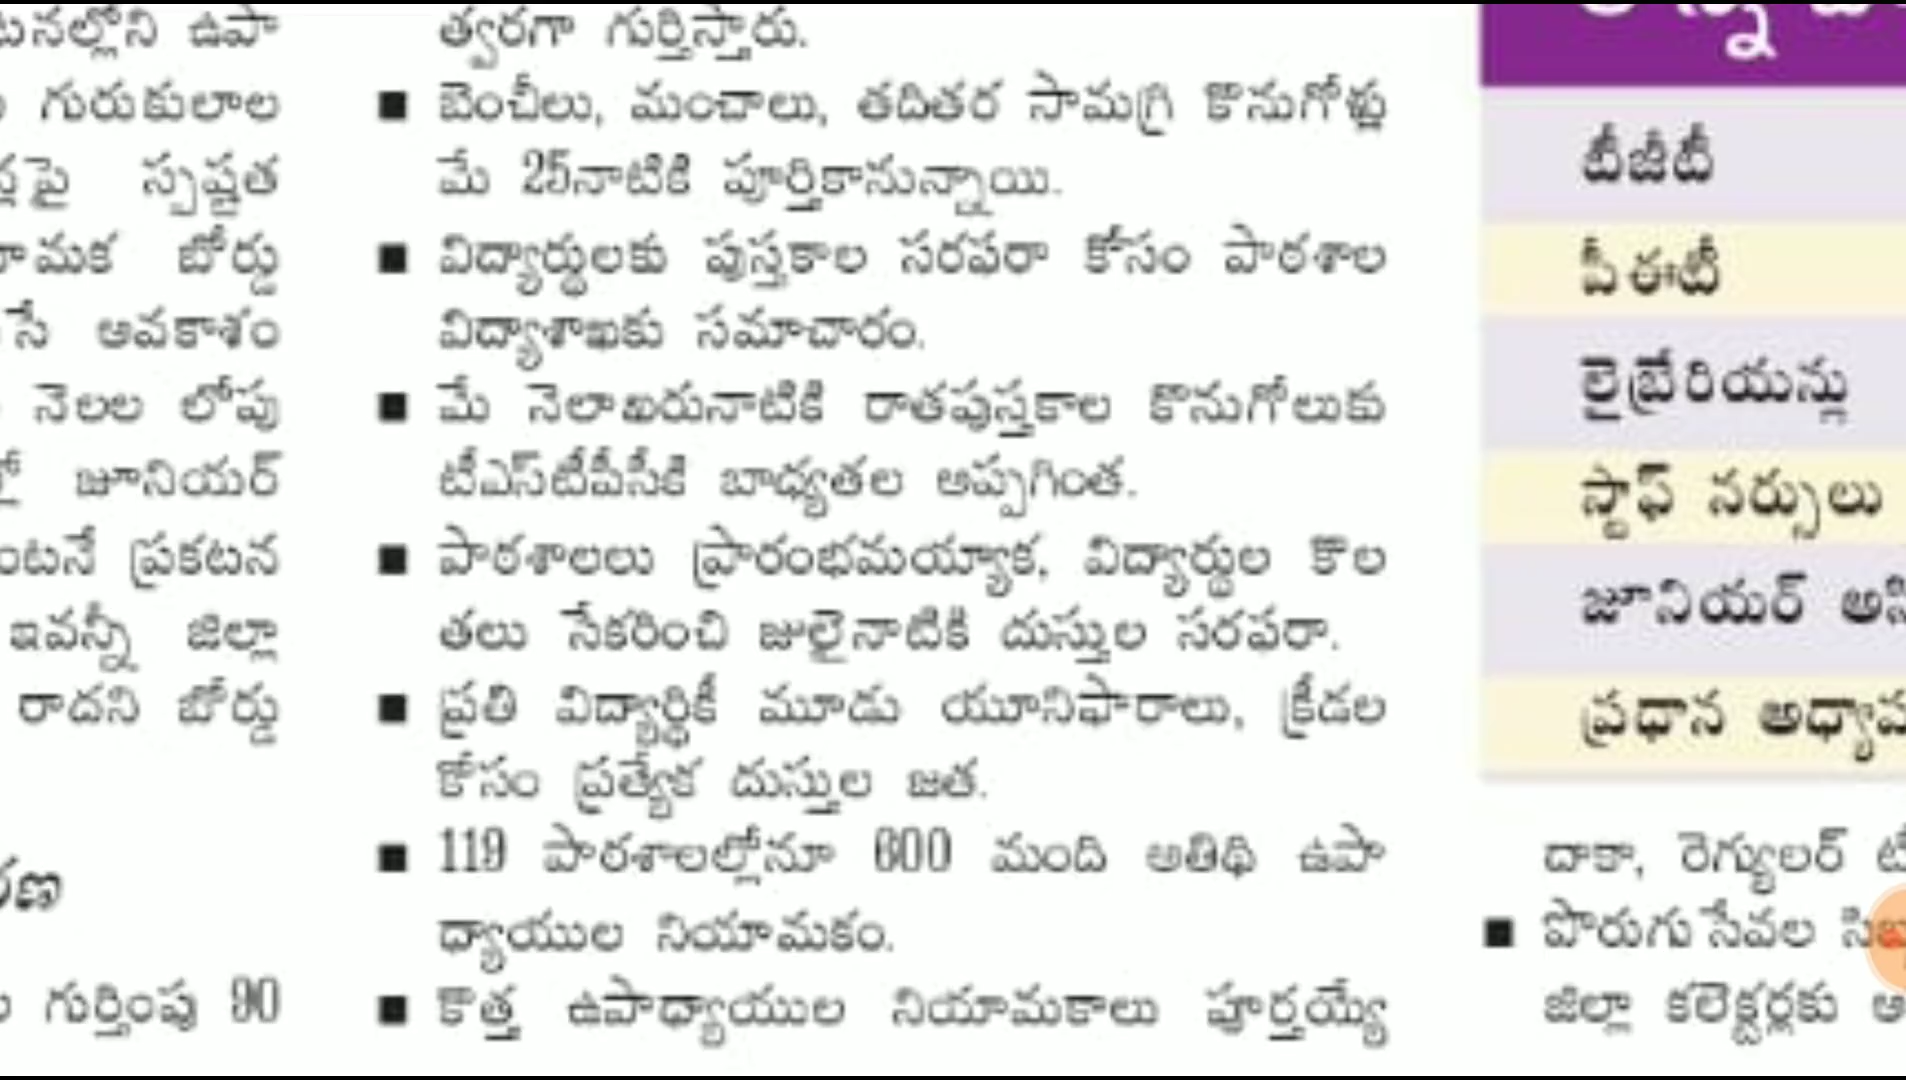 ఉపా
గురుకులాల
స్పష్టత
బోర్డు
అవకాశం
నెలల లోపు
జూనియర్
ప్రకటన
ఇవన్నీ జిల్లా
రాదని బోర్డు
గుర్తింపు 90
త్వరగా గుర్తిస్తారు.
■ బెంచీలు, మంచాలు, తదితర సామగ్రి కొనుగోళ్లు
మే 25నాటికి పూర్తికానున్నాయి.
■ విద్యార్థులకు పుస్తకాల సరఫరా కోసం పాఠశాల
విద్యాశాఖకు సమాచారం.
■ మే నెలాఖరునాటికి రాతపుస్తకాల కొనుగోలుకు
టీఎస్‌టీపీసీకి బాధ్యతల అప్పగింత.
■ పాఠశాలలు ప్రారంభమయ్యాక, విద్యార్థుల కొల
తలు సేకరించి జులైనాటికి దుస్తుల సరఫరా.
■ ప్రతి విద్యార్థికీ మూడు యూనిఫారాలు, క్రీడల
కోసం ప్రత్యేక దుస్తుల జత.
■ 119 పాఠశాలల్లోనూ 600 మంది అతిథి ఉపా
ధ్యాయుల నియామకం.
■ కొత్త ఉపాధ్యాయుల నియామకాలు పూర్తయ్యే
టీజీటీ
పీఈటీ
లైబ్రేరియన్లు
స్టాఫ్ నర్సులు
జూనియర్
ప్రధాన
దాకా, రెగ్యులర్
■ పొరుగు సేవల
జిల్లా కలెక్టర్లకు